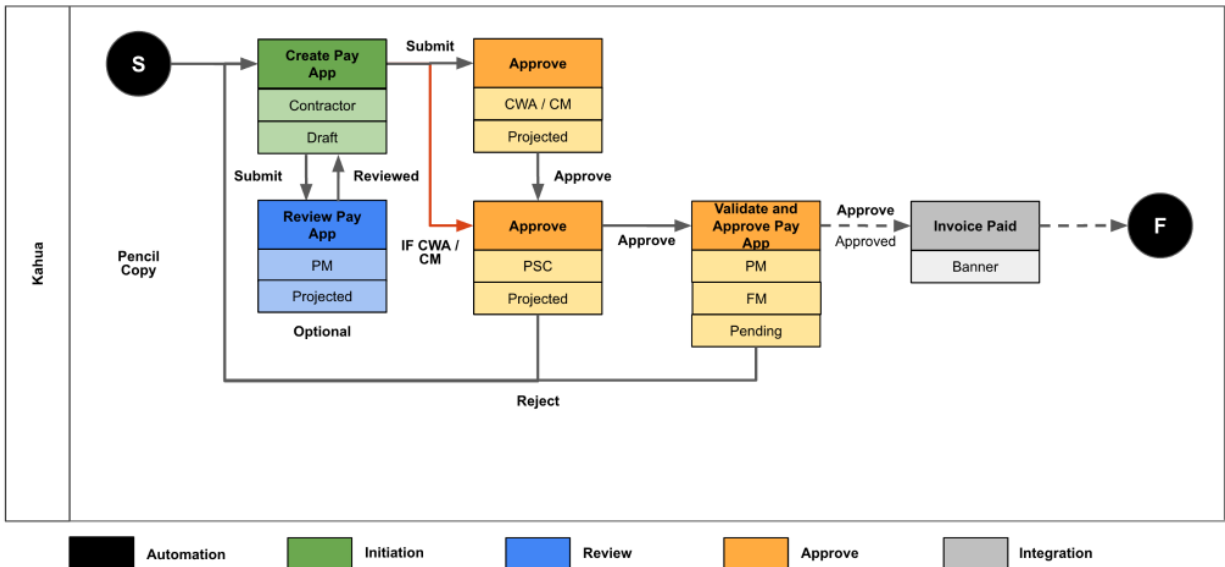 Kahua
S
Create Pay
App
Contractor
Draft
Submit
Approve
CWA / CM
Projected
Submit
Reviewed
Approve
Pencil
Copy
Review Pay
App
PM
Projected
Optional
IF CWA /
CM
Approve
PSC
Projected
Approve
Validate and
Approve Pay
App
PM
FM
Pending
Approve
Approved
Invoice Paid
Banner
F
Reject
Automation
Initiation
Review
Approve
Integration